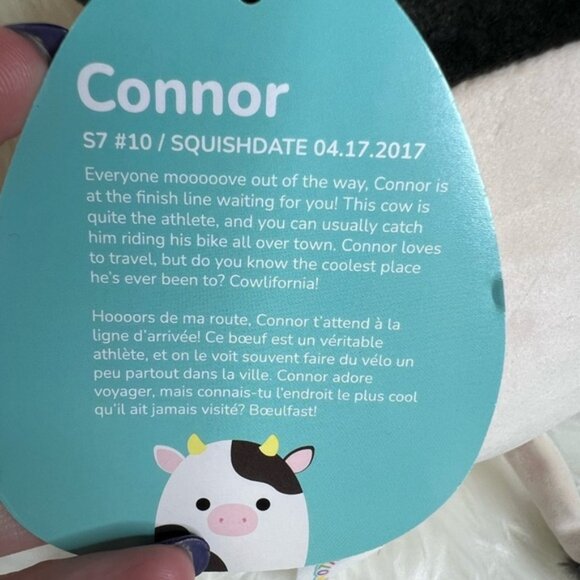 Connor
S7 #10 / SQUISHDATE 04.17.2017
Everyone mooooove out of the way, Connor is
at the finish line waiting for you! This cow is
quite the athlete, and you can usually catch
him riding his bike all over town. Connor loves
to travel, but do you know the coolest place
he's ever been to? Cowlifornia!
Hoooors de ma route, Connor t'attend à la
ligne d'arrivée! Ce bœuf est un véritable
athlète, et on le voit souvent faire du vélo un
peu partout dans la ville. Connor adore
voyager, mais connais-tu l'endroit le plus cool
qu'il ait jamais visité? Bœulfast!